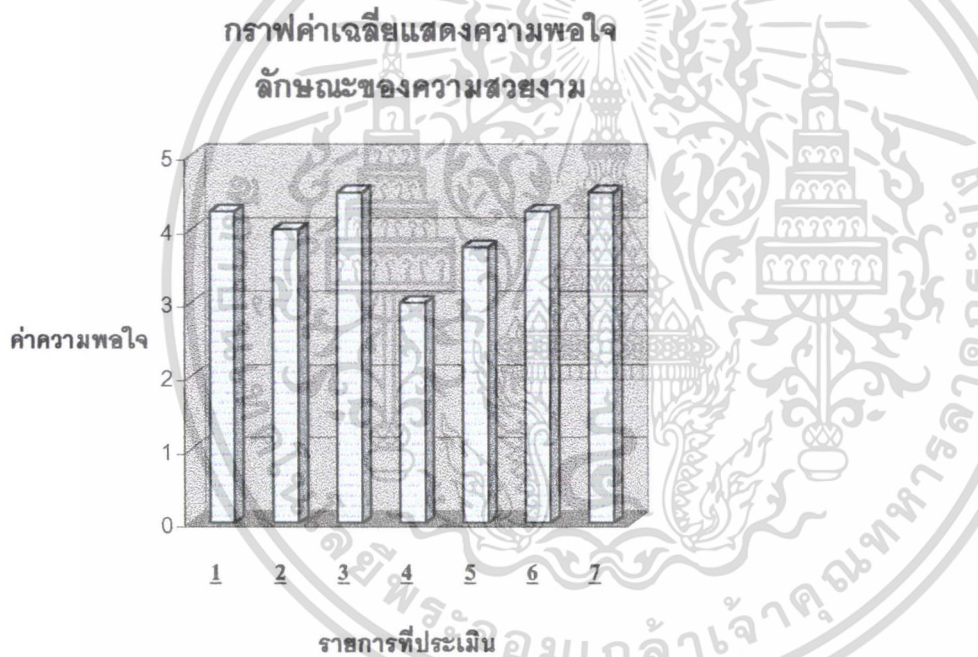 กราฟค่าเฉลี่ยแสดงความพอใจ
ลักษณะของความสวยงาม
5
4
3
2
1
0
ค่าความพอใจ
1 2 3 4 5 6 7
รายการที่ประเมิน